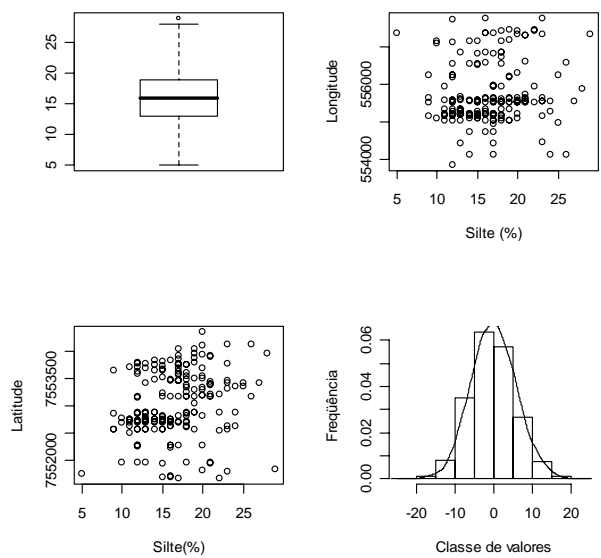 5 10 15 20 25
554000 556000
Longitude
5 10 15 20 25
Silte (%)
7552000 7553500
Latitude
5 10 15 20 25
Silte(%)
0.00 0.02 0.04 0.06
Freqüência
-20 -10 0 10 20
Classe de valores